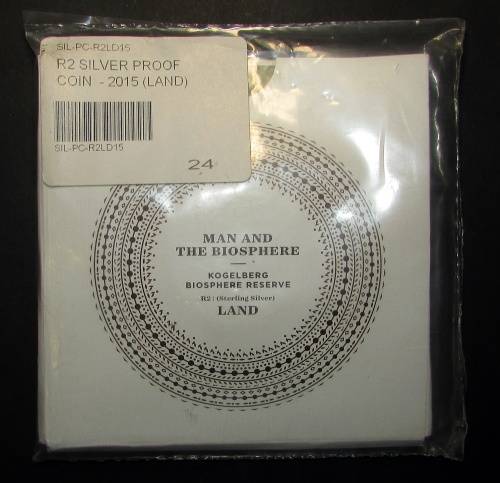 SIL-PC-R2LD15
R2 SILVER PROOF
COIN - 2015 (LAND)
SIL-PC-R2LD15
24
MAN AND
THE BIOSPHERE
KOGELBERG
BIOSPHERE RESERVE
R2 : (Sterling Silver)
LAND